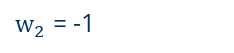 w₂ = -1